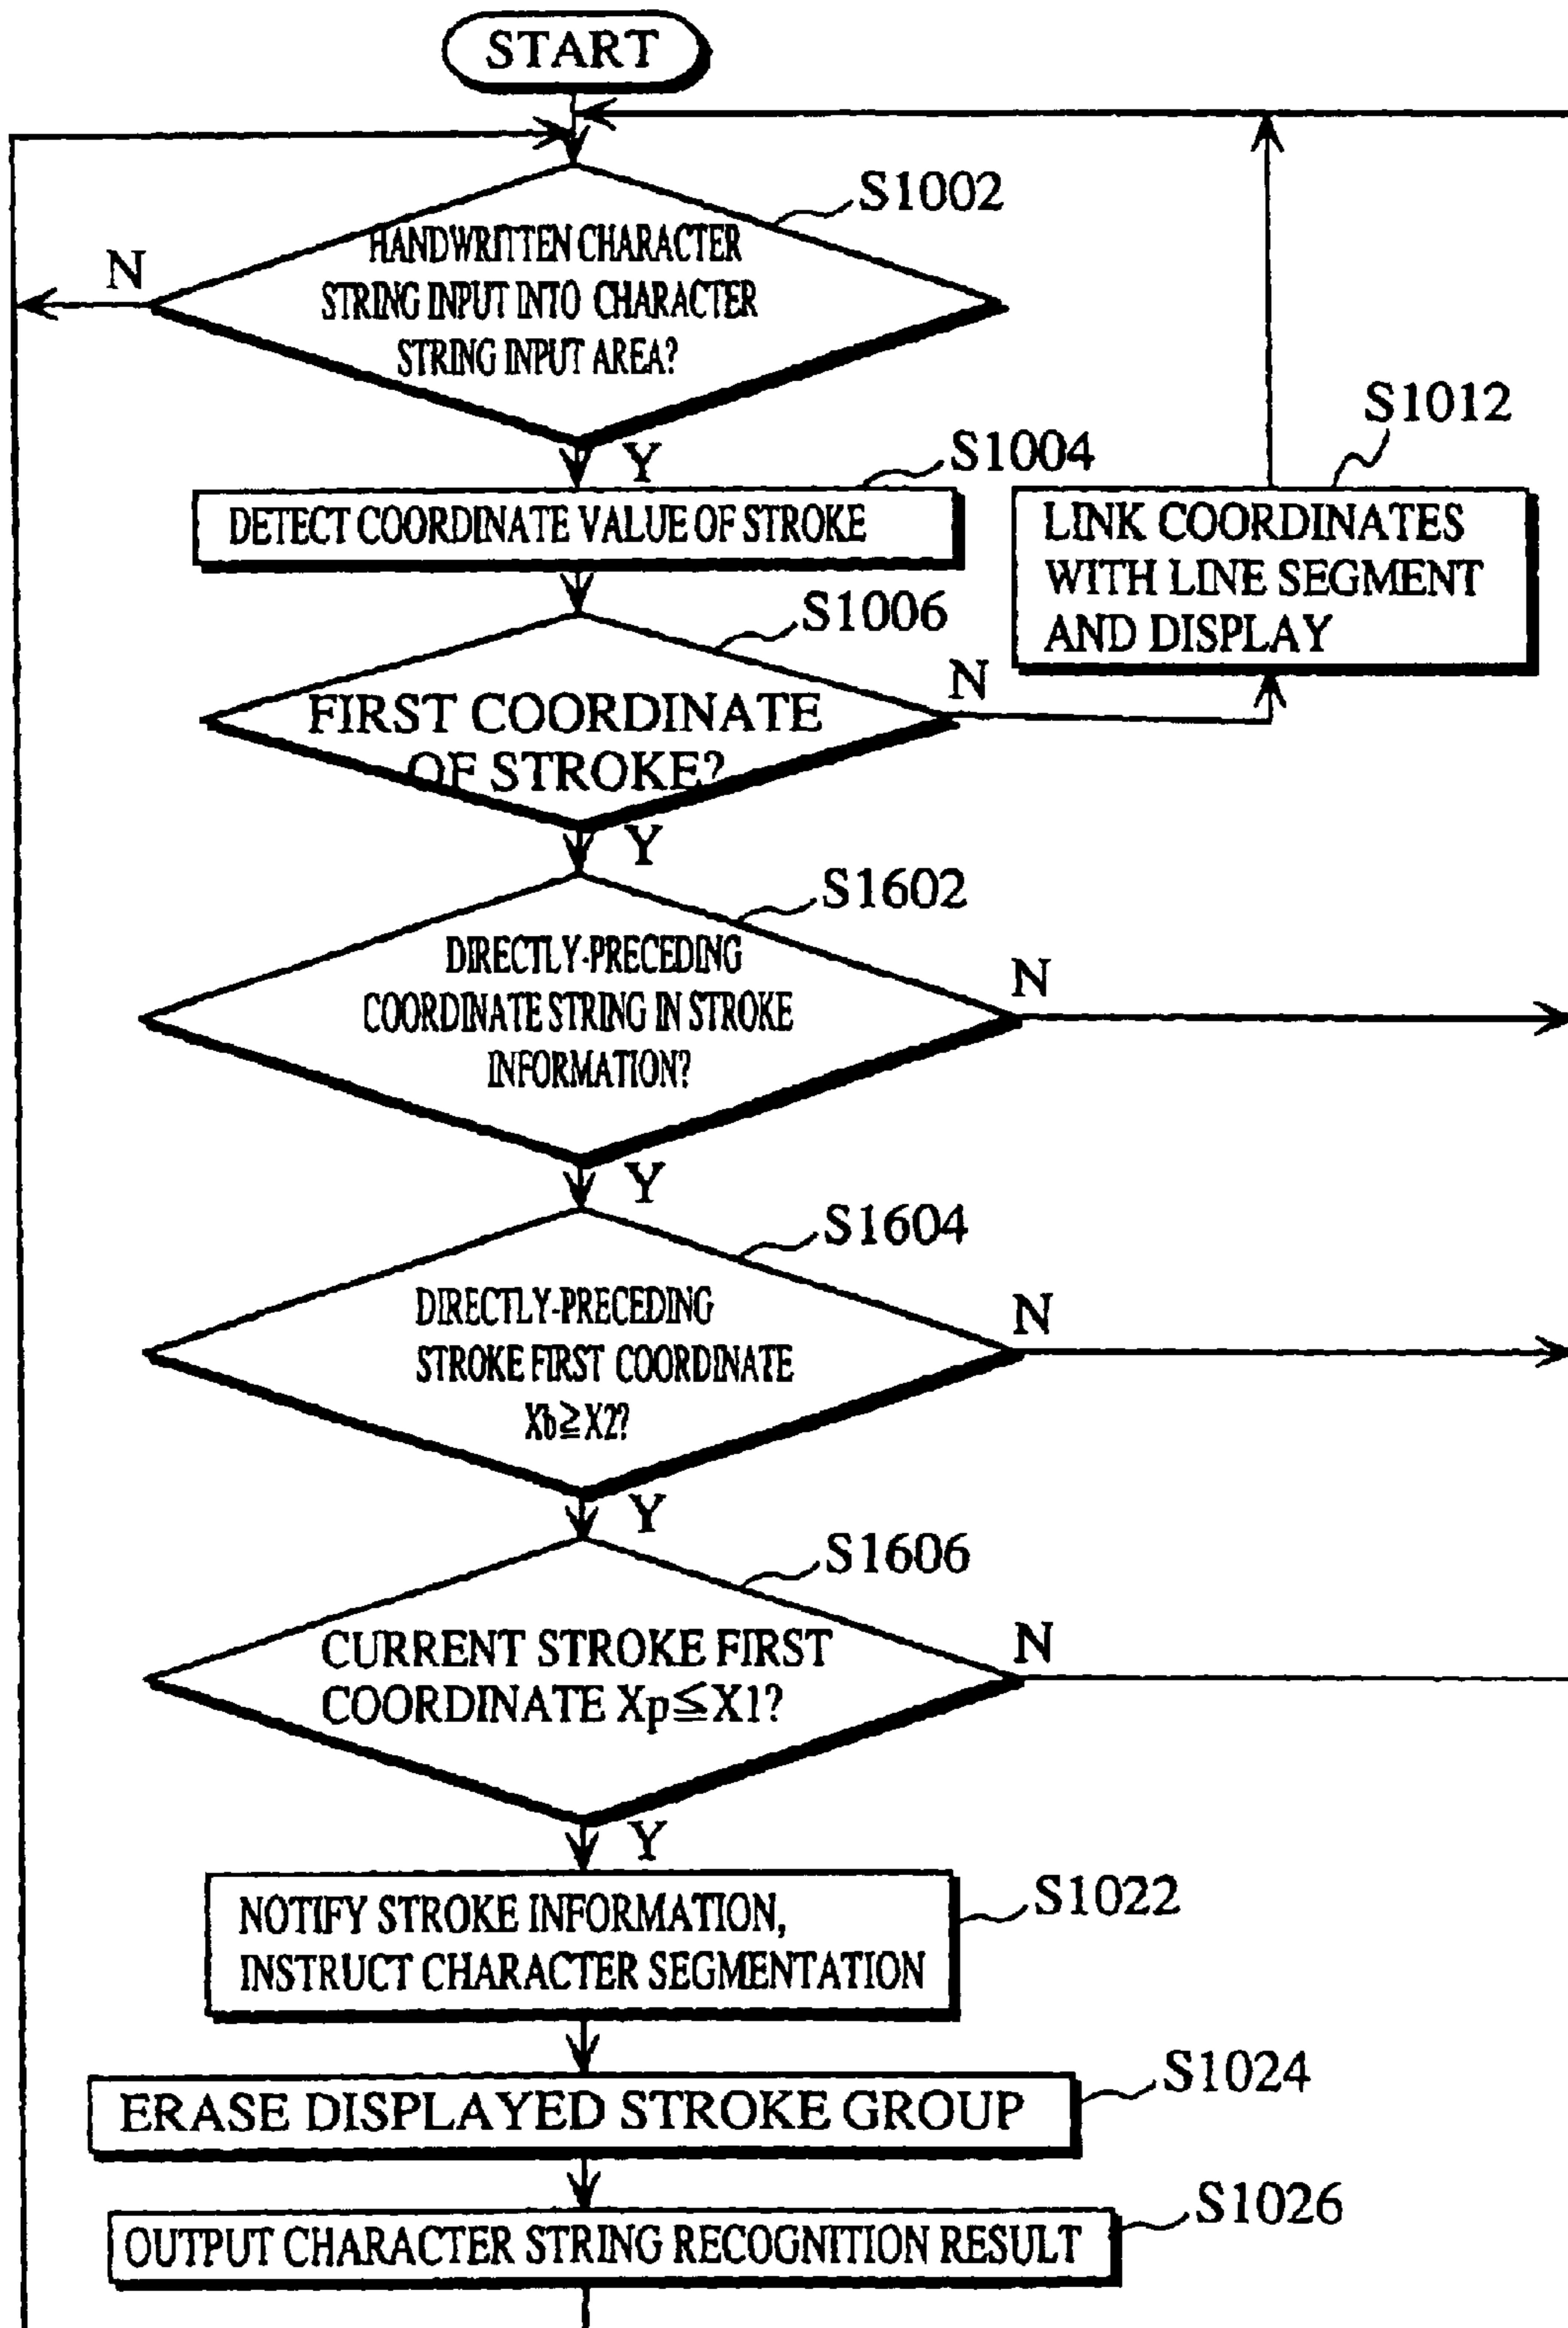 START
S1002
HANDWRITTEN CHARACTER
STRING INPUT INTO CHARACTER
STRING INPUT AREA?
N
Y
S1004
DETECT COORDINATE VALUE OF STROKE
S1012
LINK COORDINATES
WITH LINE SEGMENT
AND DISPLAY
S1006
FIRST COORDINATE
OF STROKE?
N
Y
S1602
DIRECTLY-PRECEDING
COORDINATE STRING IN STROKE
INFORMATION?
N
Y
S1604
DIRECTLY-PRECEDING
STROKE FIRST COORDINATE
Xb≧X2?
N
Y
S1606
CURRENT STROKE FIRST
COORDINATE Xp≦X1?
N
Y
S1022
NOTIFY STROKE INFORMATION,
INSTRUCT CHARACTER SEGMENTATION
S1024
ERASE DISPLAYED STROKE GROUP
S1026
OUTPUT CHARACTER STRING RECOGNITION RESULT